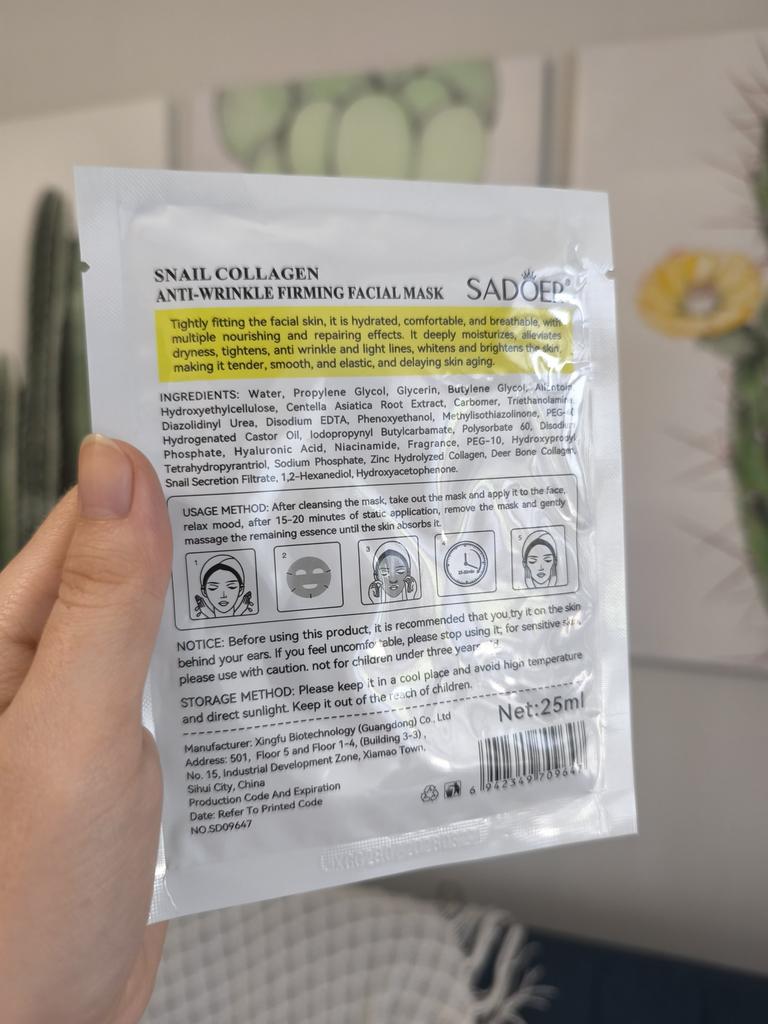 SNAIL COLLAGEN
ANTI-WRINKLE FIRMING FACIAL MASK
SADOER®
Tightly fitting the facial skin, it is hydrated, comfortable, and breathable, with
multiple nourishing and repairing effects. It deeply moisturizes, alleviates
dryness, tightens, anti wrinkle and light lines, whitens and brightens the skin,
making it tender, smooth, and elastic, and delaying skin aging.
INGREDIENTS: Water, Propylene Glycol, Glycerin, Butylene Glycol, Allantoin
Hydroxyethylcellulose, Centella Asiatica Root Extract, Carbomer, Triethanolamine,
Diazolidinyl Urea, Disodium EDTA, Phenoxyethanol, Methylisothiazolinone,
Hydrogenated Castor Oil, Iodopropynyl Butylcarbamate, Polysorbate 60, Disodium
Phosphate, Hyaluronic Acid, Niacinamide, Fragrance, PEG-10, Hydroxypropyl
Tetrahydropyrantriol, Sodium Phosphate, Zinc Hydrolyzed Collagen, Deer Bone Collagen,
Snail Secretion Filtrate, 1,2-Hexanediol, Hydroxyacetophenone.
USAGE METHOD: After cleansing the mask, take out the mask and apply it to the face,
relax mood, after 15-20 minutes of static application, remove the mask and gently
massage the remaining essence until the skin absorbs it.
1 2 3 4 5
NOTICE: Before using this product, it is recommended that you try it on the skin
behind your ears. If you feel uncomfortable, please stop using it; for sensitive skin,
please use with caution. not for children under three years
STORAGE METHOD: Please keep it in a cool place and avoid high temperature
and direct sunlight. Keep it out of the reach of children.
Net:25ml
Manufacturer: Xingfu Biotechnology (Guangdong) Co., Ltd
Address: 501, Floor 5 and Floor 1-4, (Building 3-3) ,
No. 15, Industrial Development Zone, Xiamao Town,
Sihui City, China
Production Code And Expiration
Date: Refer To Printed Code
NO.SD09647
6 942349 709647